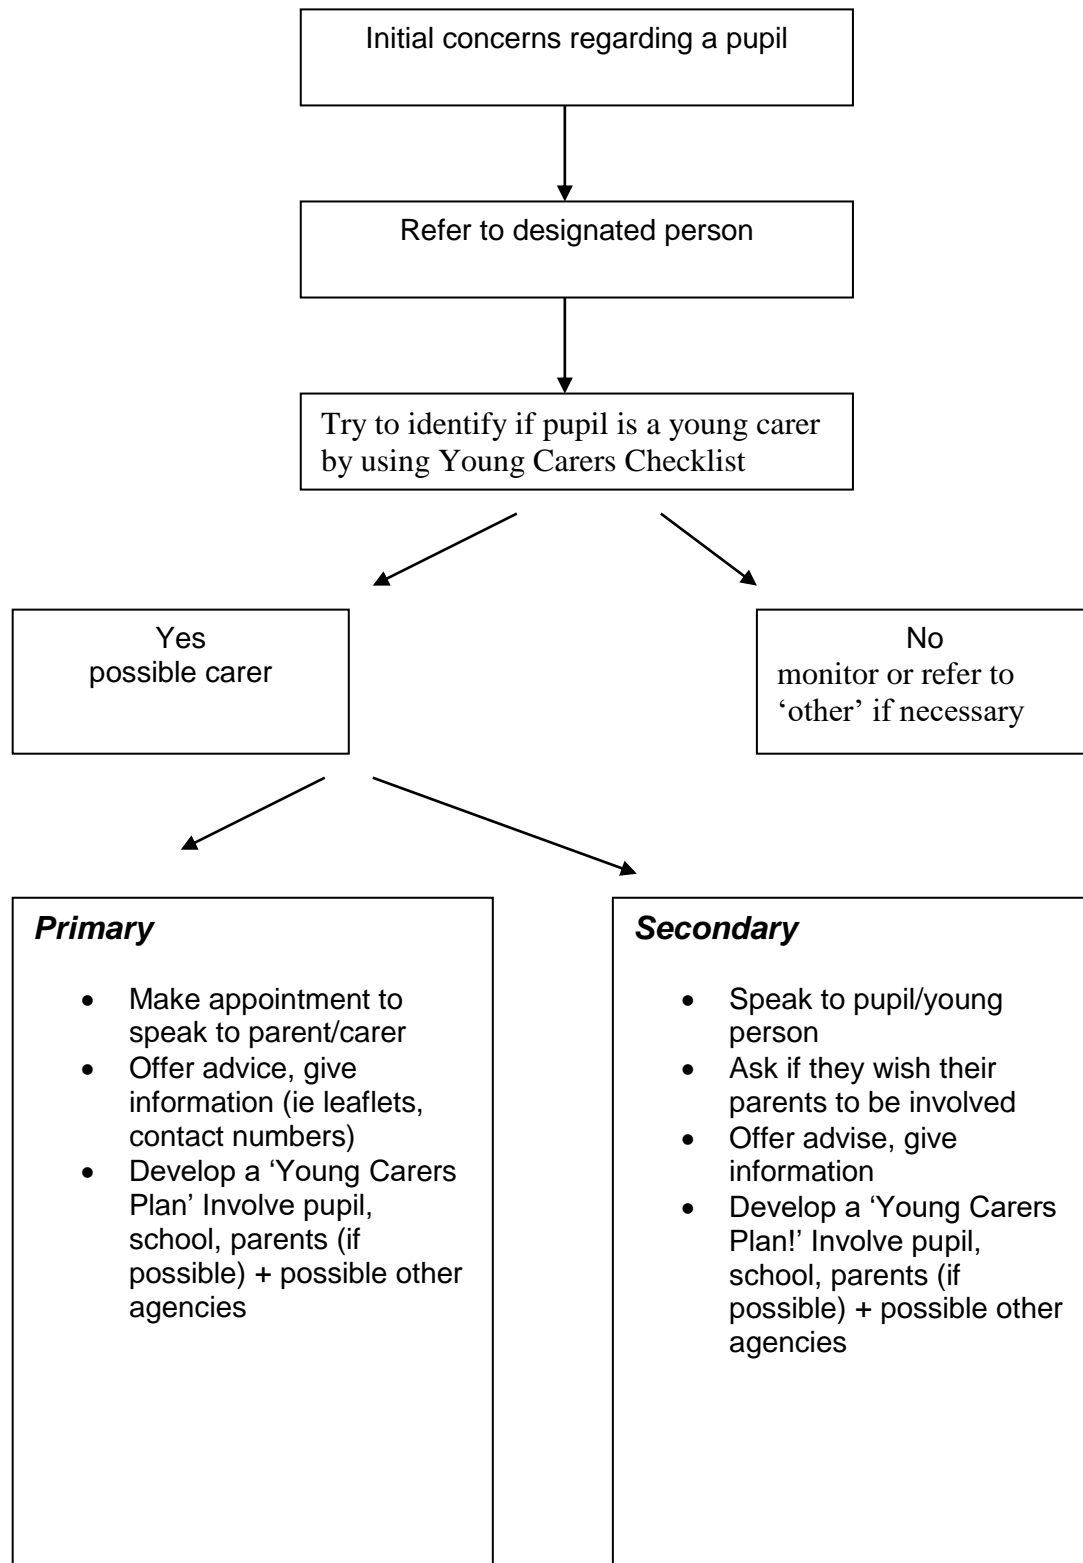 Initial concerns regarding a pupil
Refer to designated person
Try to identify if pupil is a young carer
by using Young Carers Checklist
Yes
possible carer
No
monitor or refer to
‘other’ if necessary
Primary
• Make appointment to
speak to parent/carer
• Offer advice, give
information (ie leaflets,
contact numbers)
• Develop a ‘Young Carers
Plan’ Involve pupil,
school, parents (if
possible) + possible other
agencies
Secondary
• Speak to pupil/young
person
• Ask if they wish their
parents to be involved
• Offer advise, give
information
• Develop a ‘Young Carers
Plan!’ Involve pupil,
school, parents (if
possible) + possible other
agencies